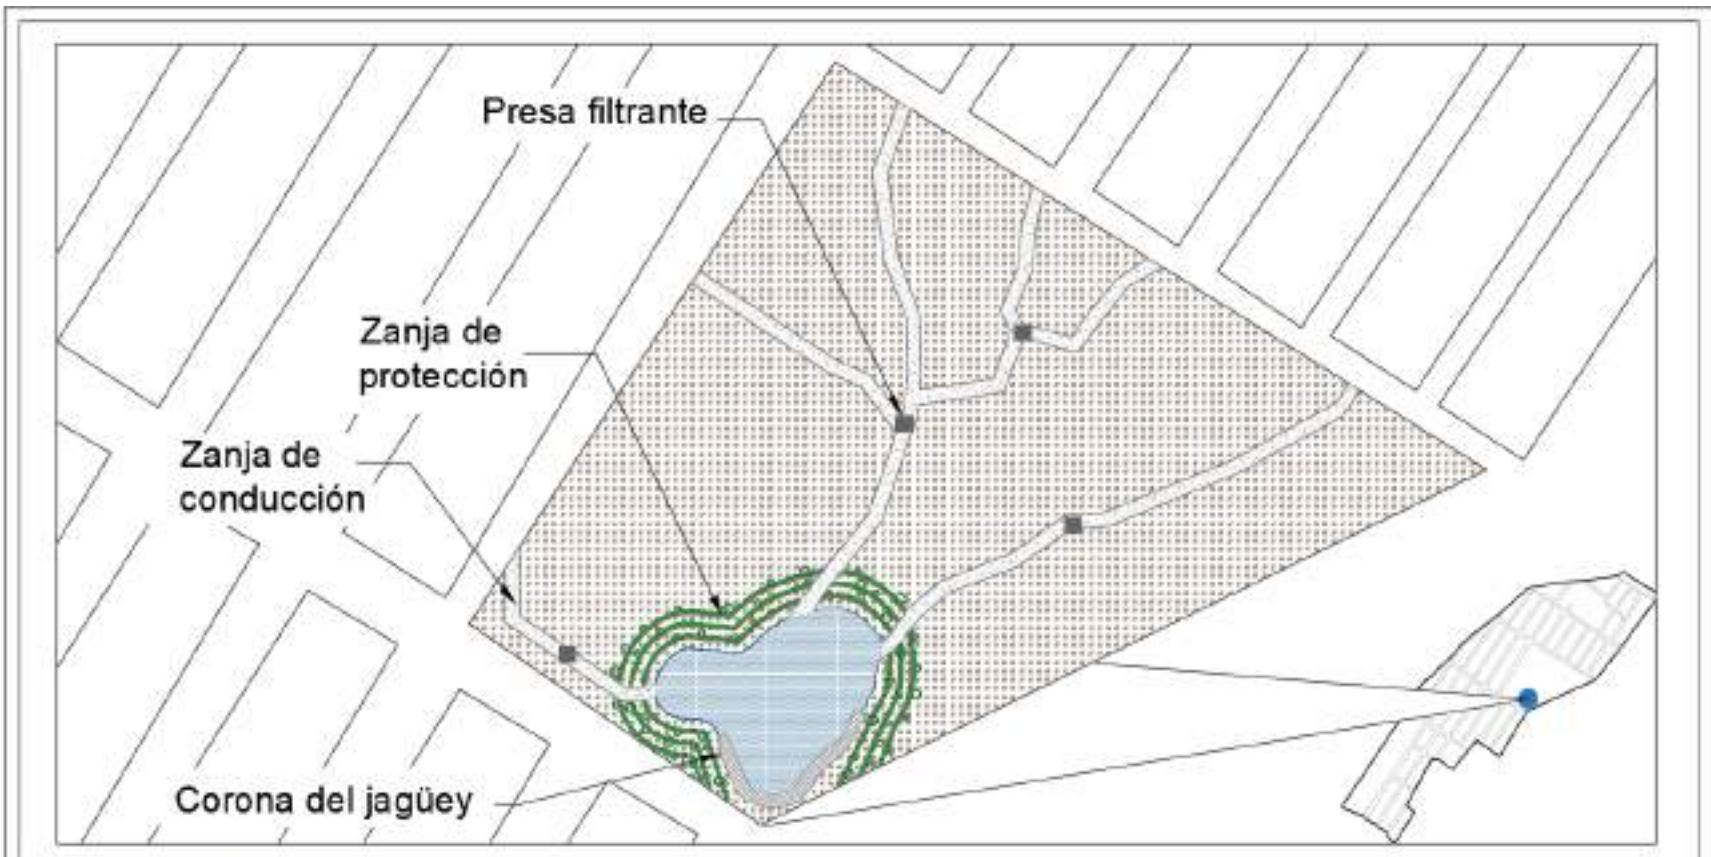 Presa filtrante
Zanja de
protección
Zanja de
conducción
Corona del jagüey